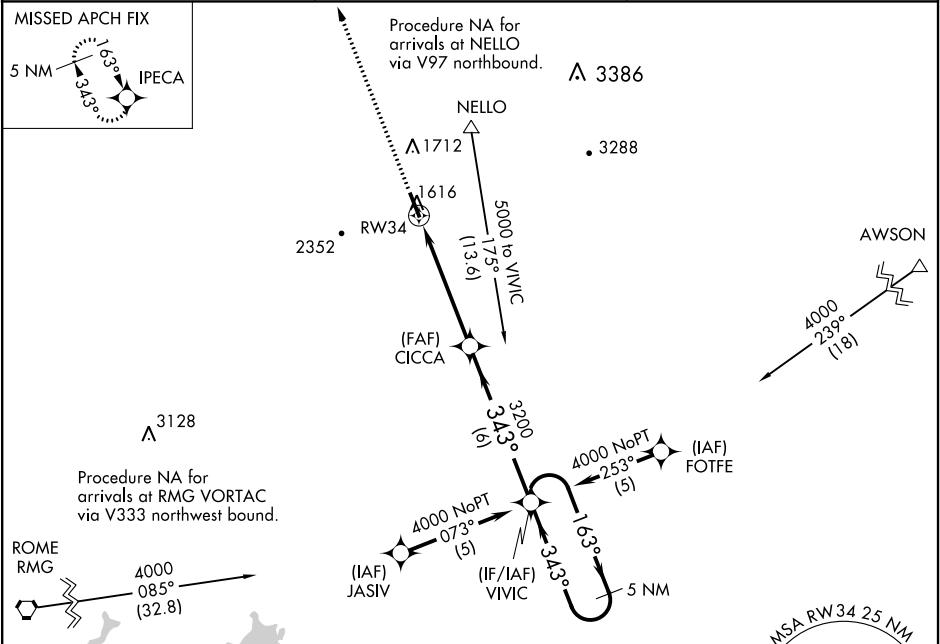 MISSED APCH FIX
5 NM
163°
343°
IPECA
Procedure NA for
arrivals at NELLO
via V97 northbound.
3386
NELLO
1712
3288
1616
RW34
2352
5000 to VIVIC
175°
(13.6)
AWSON
4000
239°
(18)
(FAF)
CICCA
3200
343°
(6)
3128
Procedure NA for
arrivals at RMG VORTAC
via V333 northwest bound.
4000 NoPT
253°
(5)
(IAF)
FOTFE
4000 NoPT
073°
(5)
(IAF)
JASIV
(IF/IAF)
VIVIC
343°
163°
5 NM
ROME
RMG
4000
085°
(32.8)
MSA RW34 25 NM